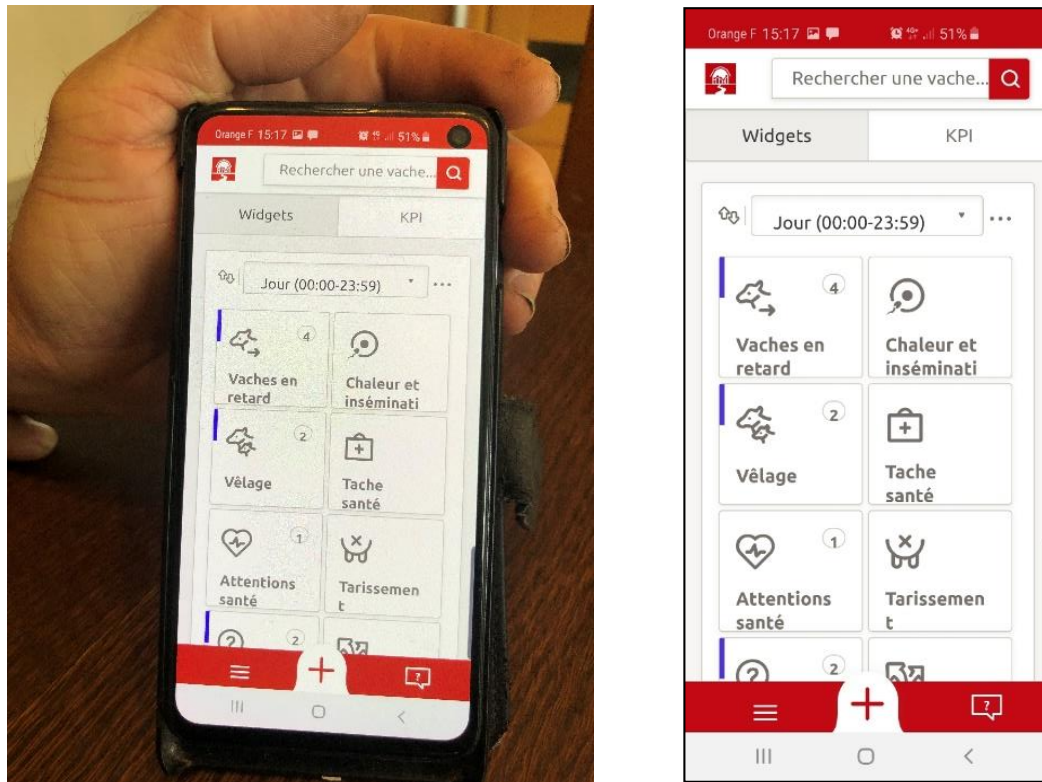 Orange F 15:17 51%
Rechercher une vache...
Widgets KPI
Jour (00:00-23:59)
4
Vaches en
retard
Chaleur et
inséminati
2
Vêlage
Tache
santé
1
Attentions
santé
Tarissemen
t
2
?
Orange F 15:17 51%
Rechercher une vache...
Widgets KPI
Jour (00:00-23:59)
4
Vaches en
retard
Chaleur et
inséminati
2
Vêlage
Tache
santé
1
Attentions
santé
Tarissemen
t
2
?